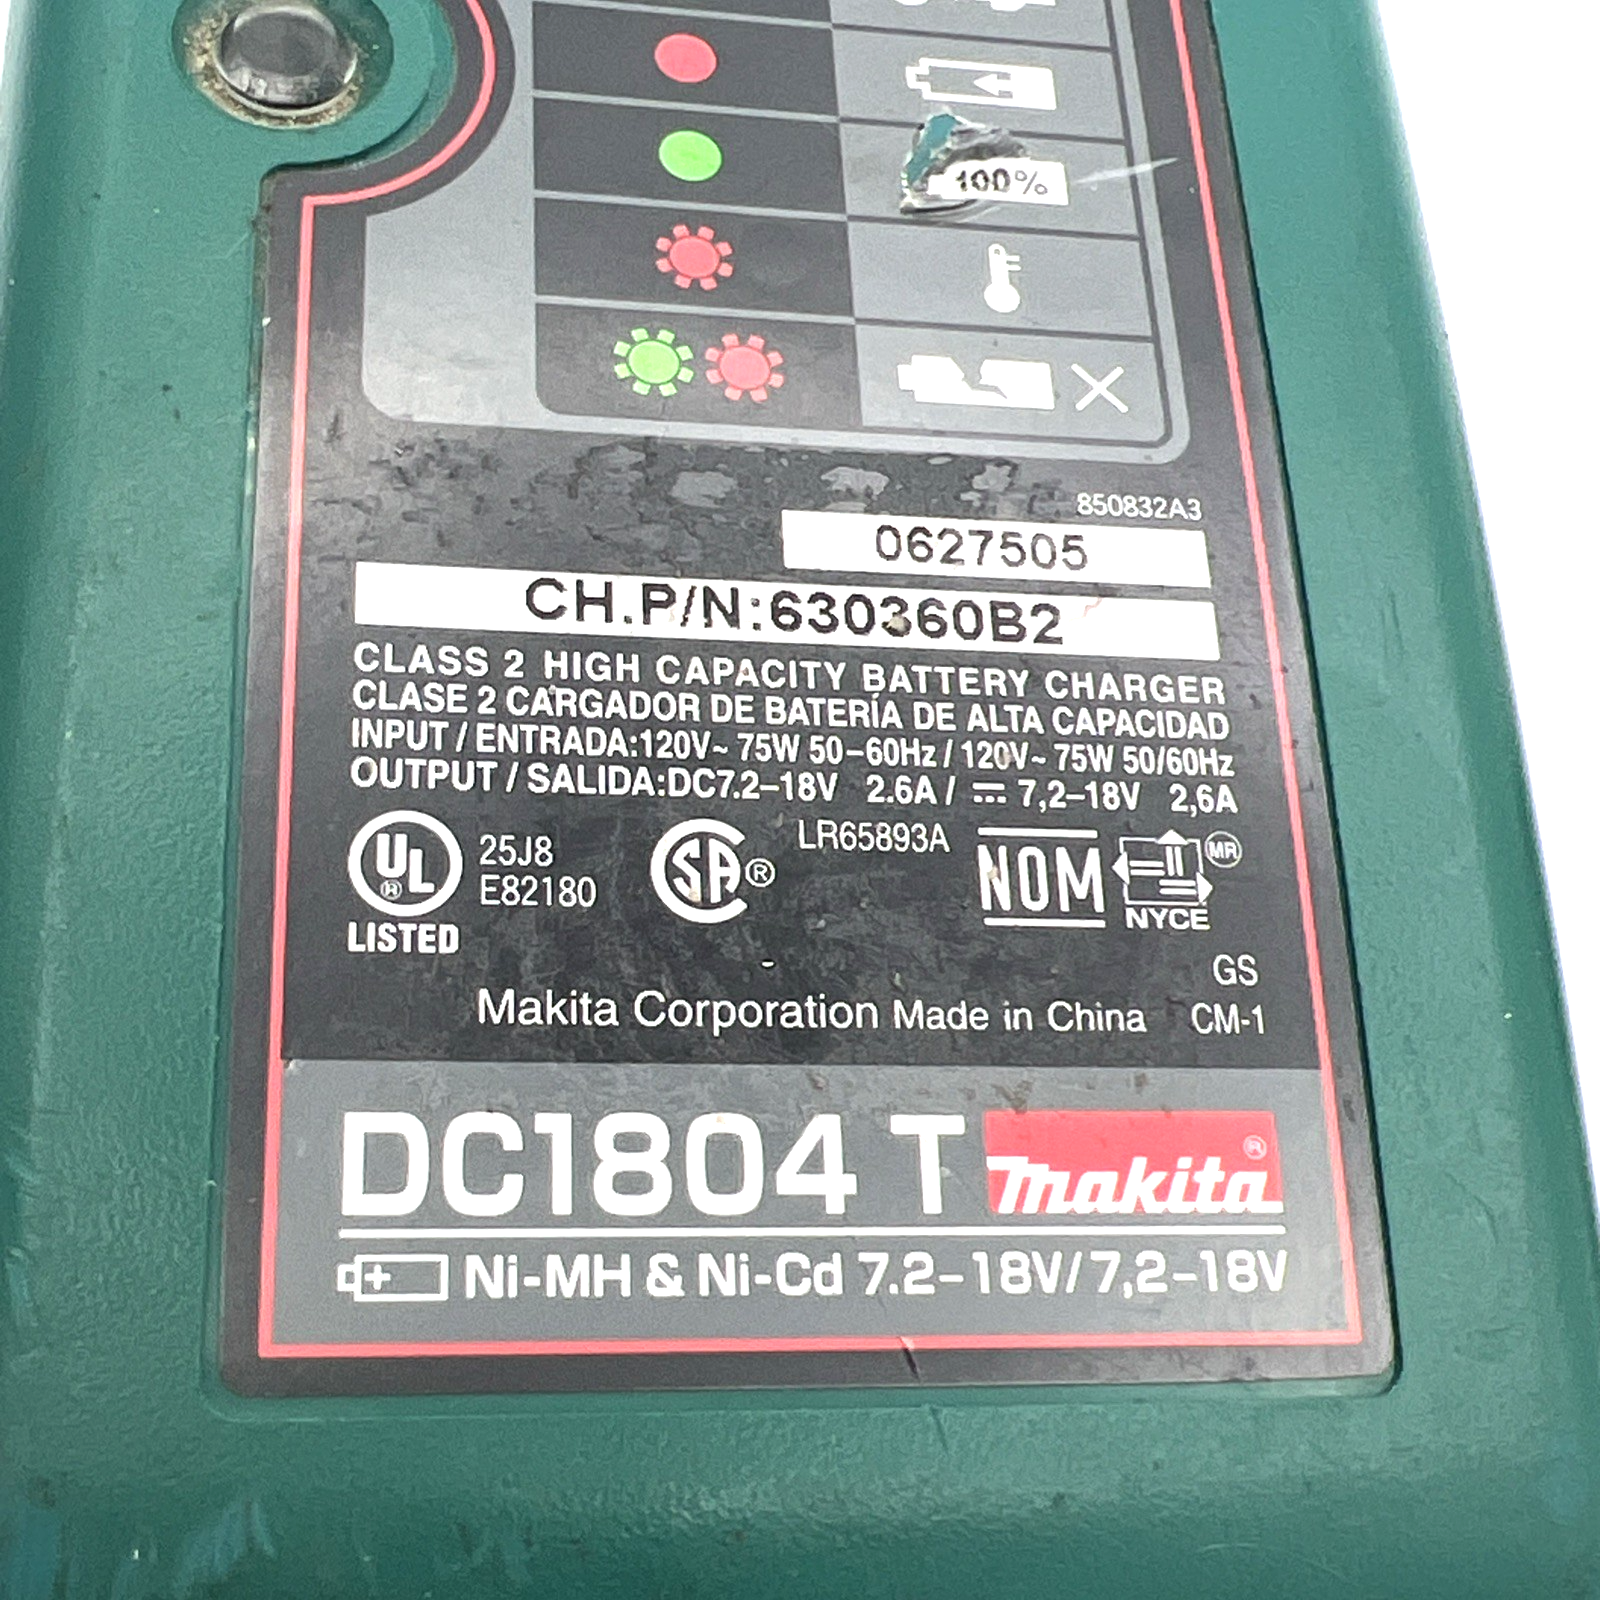 100%
850832A3
0627505
CH.P/N:630360B2
CLASS 2 HIGH CAPACITY BATTERY CHARGER
CLASE 2 CARGADOR DE BATERÍA DE ALTA CAPACIDAD
INPUT / ENTRADA:120V~ 75W 50–60Hz / 120V~ 75W 50/60Hz
OUTPUT / SALIDA:DC7.2–18V 2.6A / ⎓ 7,2–18V 2,6A
UL® LISTED
25J8
E82180
SA®
LR65893A
NOM
NYCE
MR
GS
Makita Corporation Made in China CM-1
DC1804 T makita®
Ni-MH & Ni-Cd 7.2–18V/7,2–18V